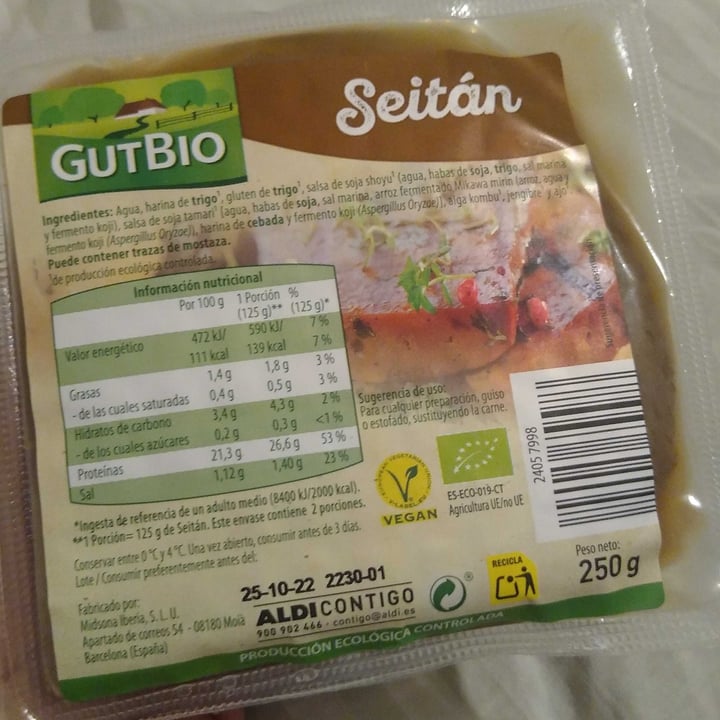 Seitán
GUTBIO
Ingredientes: Agua, harina de trigo¹, gluten de trigo¹, salsa de soja shoyu¹ (agua, habas de soja, trigo, sal marina
y fermento koji), salsa de soja tamari¹ [agua, habas de soja, sal marina, arroz fermentado Mikawa mirin (arroz, agua y
fermento koji (Aspergillus Oryzae)], harina de cebada y fermento koji (Aspergillus Oryzae)], alga kombu¹, jengibre¹ y ajo¹
Puede contener trazas de mostaza.
¹de producción ecológica controlada.
Información nutricional
Por 100 g 1 Porción %
(125 g)** (125 g)*
Valor energético 472 kJ/ 590 kJ/ 7 %
111 kcal 139 kcal 7 %
Grasas 1,4 g 1,8 g 3 %
- de las cuales saturadas 0,4 g 0,5 g 3 %
Hidratos de carbono 3,4 g 4,3 g 2 %
- de los cuales azúcares 0,2 g 0,3 g <1 %
Proteínas 21,3 g 26,6 g 53 %
Sal 1,12 g 1,40 g 23 %
*Ingesta de referencia de un adulto medio (8400 kJ/2000 kcal).
**1 Porción= 125 g de Seitán. Este envase contiene 2 porciones.
Conservar entre 0 °C y 4 °C. Una vez abierto, consumir antes de 3 días.
Lote / Consumir preferentemente antes del:
25-10-22 2230-01
Fabricado por:
Midsona Iberia, S. L. U.
Apartado de correos 54 - 08180 Moià
Barcelona (España)
ALDI CONTIGO
900 902 466 · contigo@aldi.es
PRODUCCIÓN ECOLÓGICA CONTROLADA
Sugerencia de uso:
Para cualquier preparación, guiso
o estofado, sustituyendo la carne.
VEGAN
ES-ECO-019-CT
Agricultura UE/no UE
2405 7998
RECICLA
Peso neto:
250 g